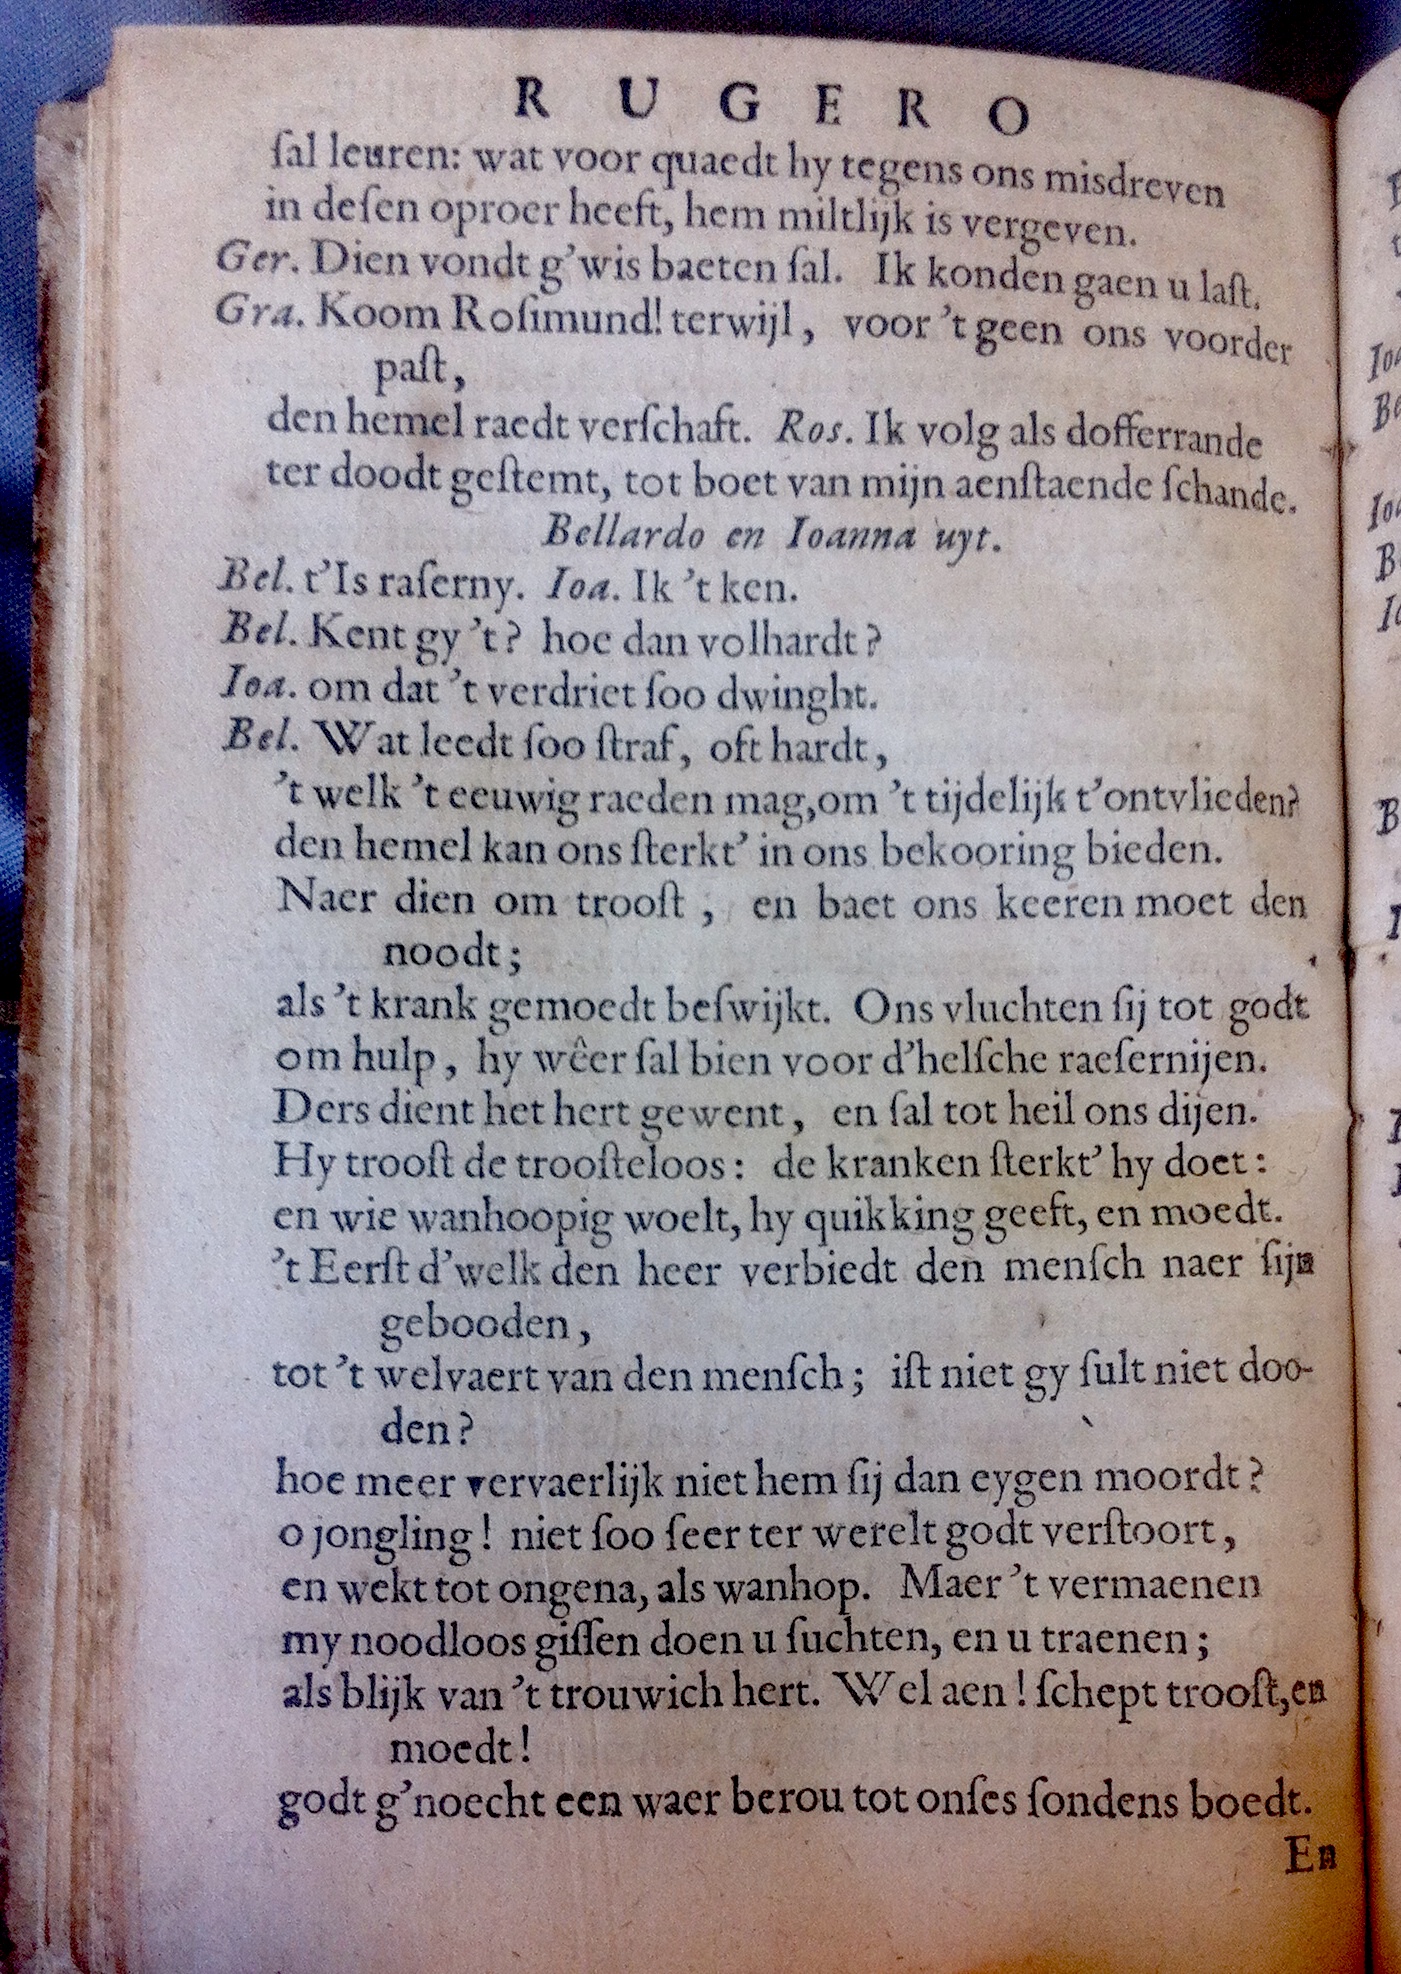 RUGERO
ſal leuren: wat voor quaedt hy tegens ons misdreven
in deſen oproer heeft, hem miltlijk is vergeven.
Ger. Dien vondt g’wis baeten ſal. Ik konden gaen u laſt.
Gra. Koom Roſimund! terwijl, voor ’t geen ons voorder
paſt,
den hemel raedt verſchaft. Ros. Ik volg als dofferrande
ter doodt geſtemt, tot boet van mijn aenſtaende ſchande.
Bellardo en Ioanna uyt.
Bel. t’Is raſerny. Ioa. Ik ’t ken.
Bel. Kent gy ’t? hoe dan volhardt?
Ioa. om dat ’t verdriet ſoo dwinght.
Bel. Wat leedt ſoo ſtraf, oft hardt,
’t welk ’t eeuwig raeden mag,om ’t tijdelijk t’ontvlieden?
den hemel kan ons ſterkt’ in ons bekooring bieden.
Naer dien om trooſt, en baet ons keeren moet den
noodt;
als ’t krank gemoedt beſwijkt. Ons vluchten ſij tot godt
om hulp, hy wêer ſal bien voor d’helſche raeſernijen.
Ders dient het hert gewent, en ſal tot heil ons dijen.
Hy trooſt de trooſteloos: de kranken ſterkt’ hy doet:
en wie wanhoopig woelt, hy quikking geeft, en moedt.
’t Eerſt d’welk den heer verbiedt den menſch naer ſijn
gebooden,
tot ’t welvaert van den menſch; iſt niet gy ſult niet doo-
den?
hoe meer vervaerlijk niet hem ſij dan eygen moordt?
o jongling! niet ſoo ſeer ter werelt godt verſtoort,
en wekt tot ongena, als wanhop. Maer ’t vermaenen
my noodloos giſſen doen u ſuchten, en u traenen;
als blijk van ’t trouwich hert. Wel aen! ſchept trooſt,en
moedt!
godt g’noecht een waer berou tot onſes ſondens boedt.
En